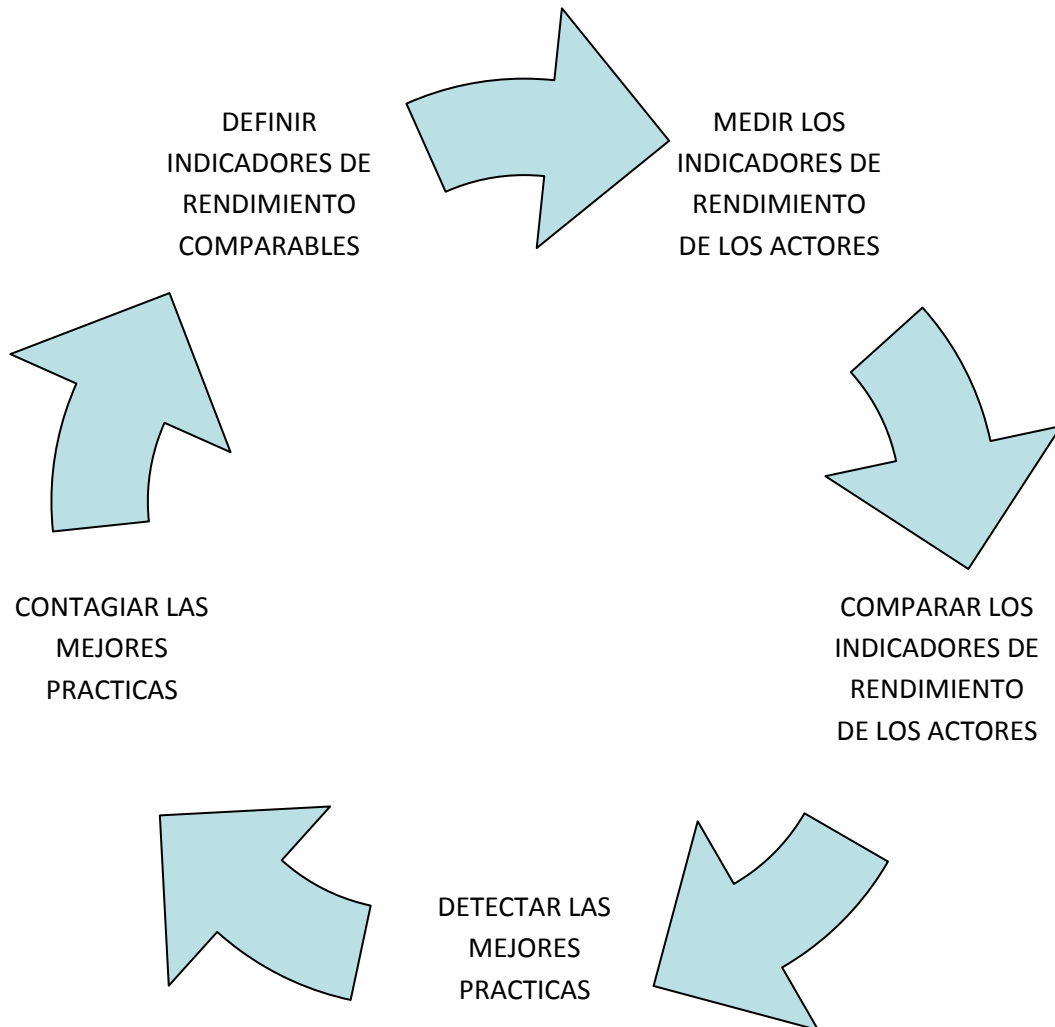 DEFINIR
INDICADORES DE
RENDIMIENTO
COMPARABLES
MEDIR LOS
INDICADORES DE
RENDIMIENTO
DE LOS ACTORES
COMPARAR LOS
INDICADORES DE
RENDIMIENTO
DE LOS ACTORES
DETECTAR LAS
MEJORES
PRACTICAS
CONTAGIAR LAS
MEJORES
PRACTICAS